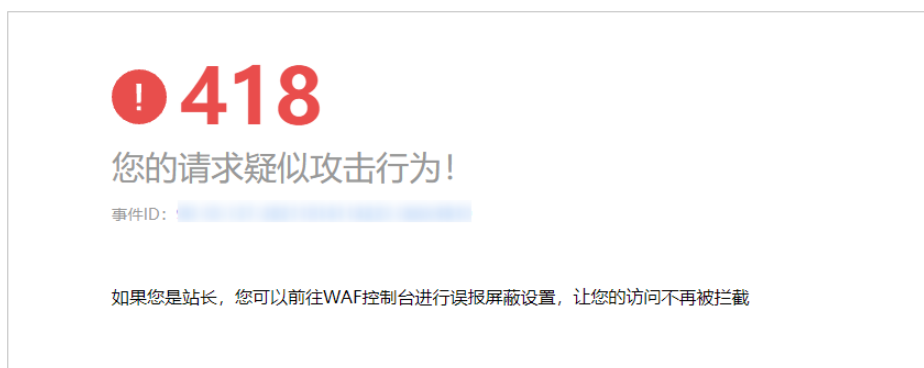 418
您的请求疑似攻击行为！
事件ID：
如果您是站长，您可以前往WAF控制台进行误报屏蔽设置，让您的访问不再被拦截